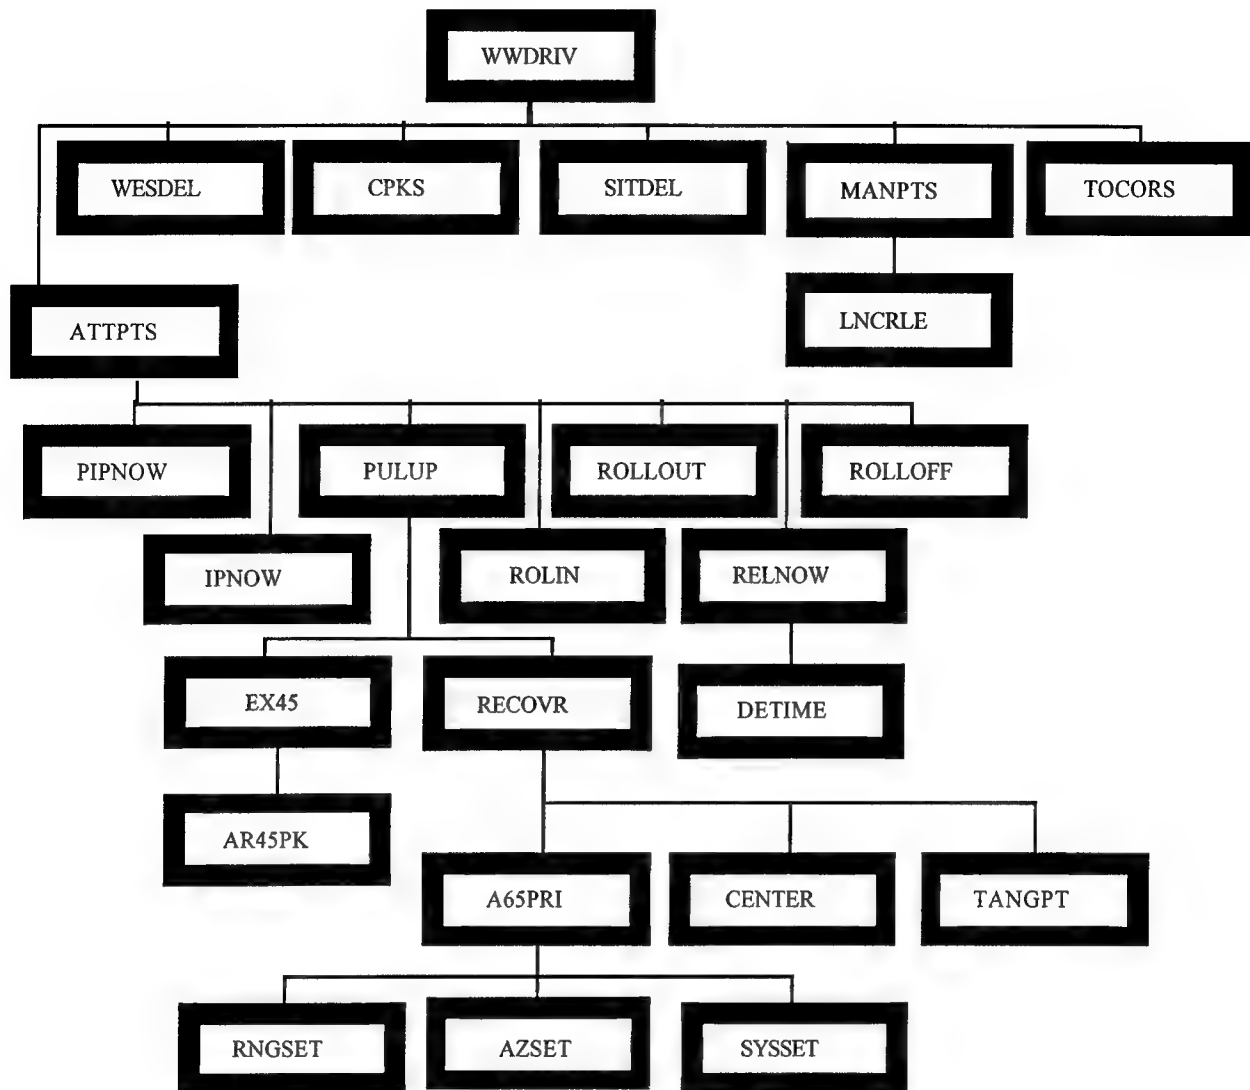 WWDRIV
WESDEL
CPKS
SITDEL
MANPTS
TOCORS
ATTPTS
LNCRLE
PIPNOW
PULUP
ROLLOUT
ROLLOFF
IPNOW
ROLIN
RELNOW
EX45
RECOVR
DETIME
AR45PK
A65PRI
CENTER
TANGPT
RNGSET
AZSET
SYSSET